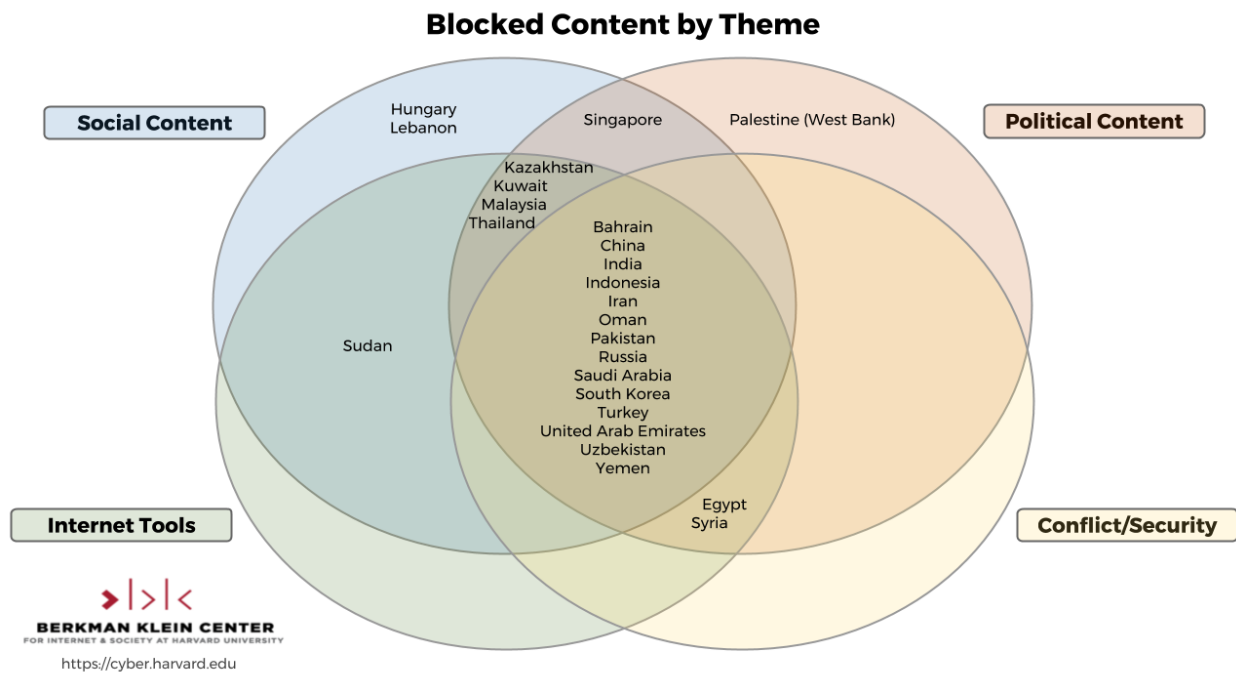 Blocked Content by Theme
Social Content
Hungary
Lebanon
Singapore
Palestine (West Bank)
Political Content
Kazakhstan
Kuwait
Malaysia
Thailand
Bahrain
China
India
Indonesia
Iran
Oman
Pakistan
Russia
Saudi Arabia
South Korea
Turkey
United Arab Emirates
Uzbekistan
Yemen
Sudan
Egypt
Syria
Internet Tools
Conflict/Security
BERKMAN KLEIN CENTER
FOR INTERNET & SOCIETY AT HARVARD UNIVERSITY
https://cyber.harvard.edu